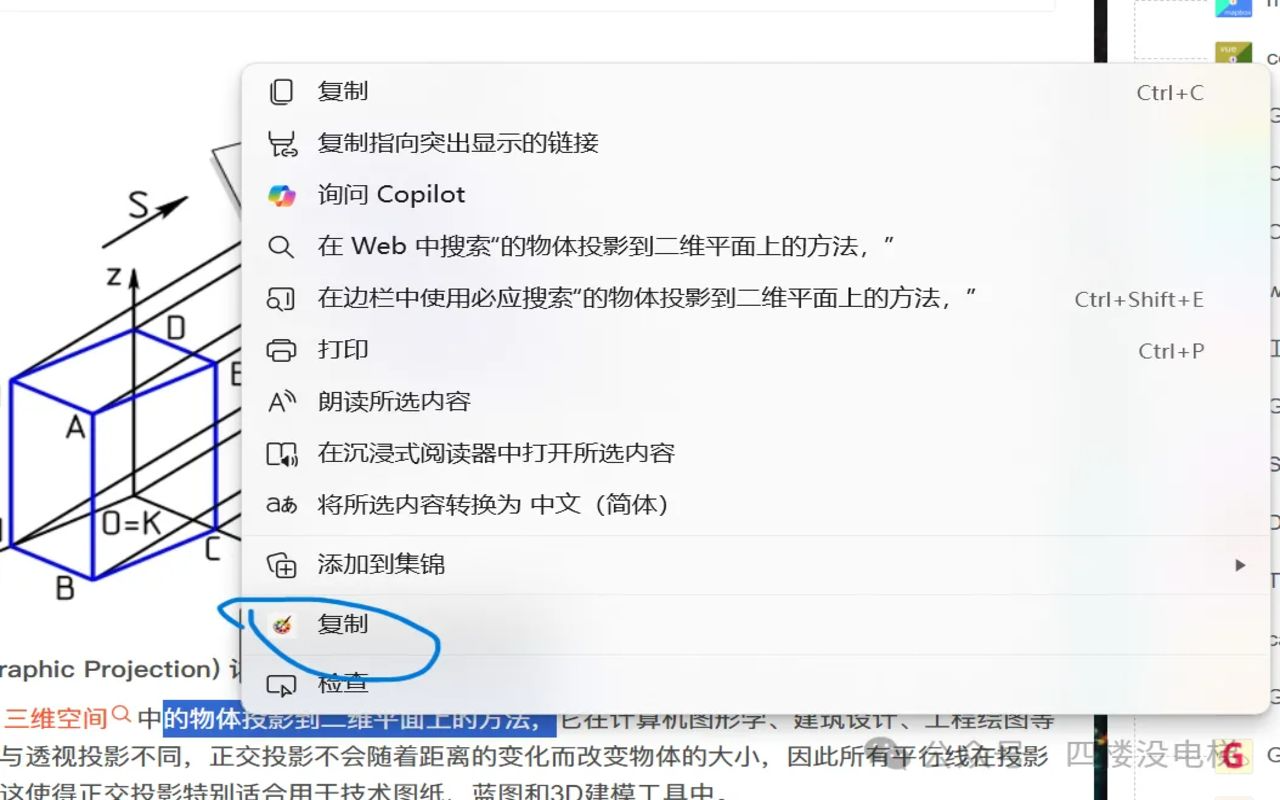 mapbox
vue
复制 Ctrl+C
复制指向突出显示的链接
询问 Copilot
在 Web 中搜索“的物体投影到二维平面上的方法，”
在边栏中使用必应搜索“的物体投影到二维平面上的方法，” Ctrl+Shift+E
打印 Ctrl+P
朗读所选内容
在沉浸式阅读器中打开所选内容
aあ 将所选内容转换为 中文（简体）
添加到集锦
复制
检查
S
z
D
E
A
O=K
C
B
raphic Projection)
三维空间 中的物体投影到二维平面上的方法，它在计算机图形学、建筑设计、工程绘图等
与透视投影不同，正交投影不会随着距离的变化而改变物体的大小，因此所有平行线在投影
这使得正交投影特别适合用于技术图纸、蓝图和3D建模工具中。
公众号 四楼没电梯
G